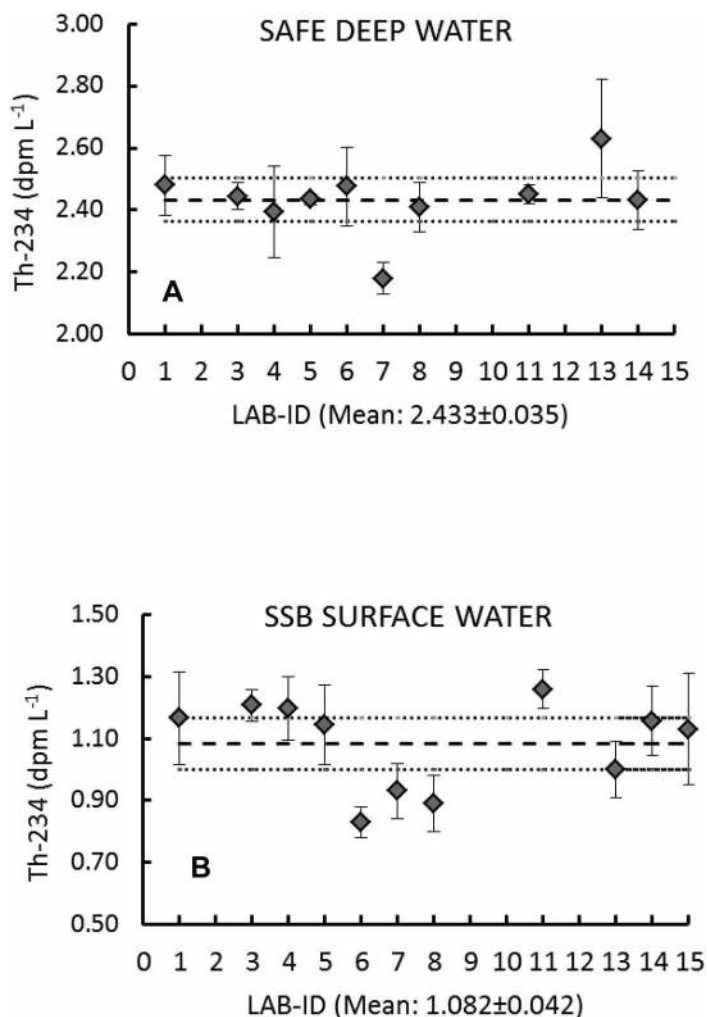 SAFE DEEP WATER
3.00
2.80
2.60
2.40
2.20
2.00
Th-234 (dpm L-1)
A
0 1 2 3 4 5 6 7 8 9 10 11 12 13 14 15
LAB-ID (Mean: 2.433±0.035)
SSB SURFACE WATER
1.50
1.30
1.10
0.90
0.70
0.50
Th-234 (dpm L-1)
B
0 1 2 3 4 5 6 7 8 9 10 11 12 13 14 15
LAB-ID (Mean: 1.082±0.042)